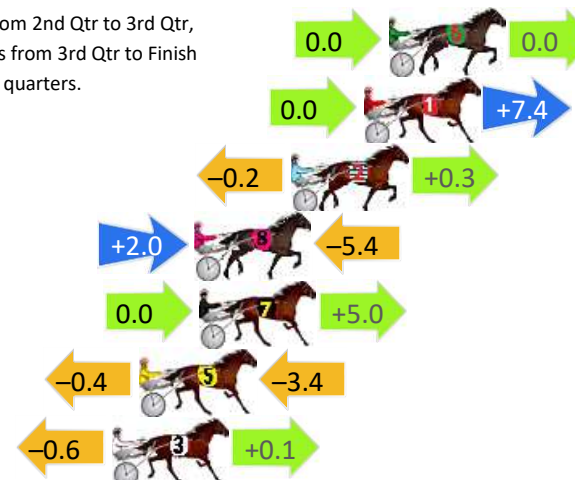 om 2nd Qtr to 3rd Qtr,
s from 3rd Qtr to Finish
quarters.
0.0 6 0.0
0.0 1 +7.4
–0.2 2 +0.3
+2.0 8 –5.4
0.0 7 +5.0
–0.4 5 –3.4
–0.6 3 +0.1